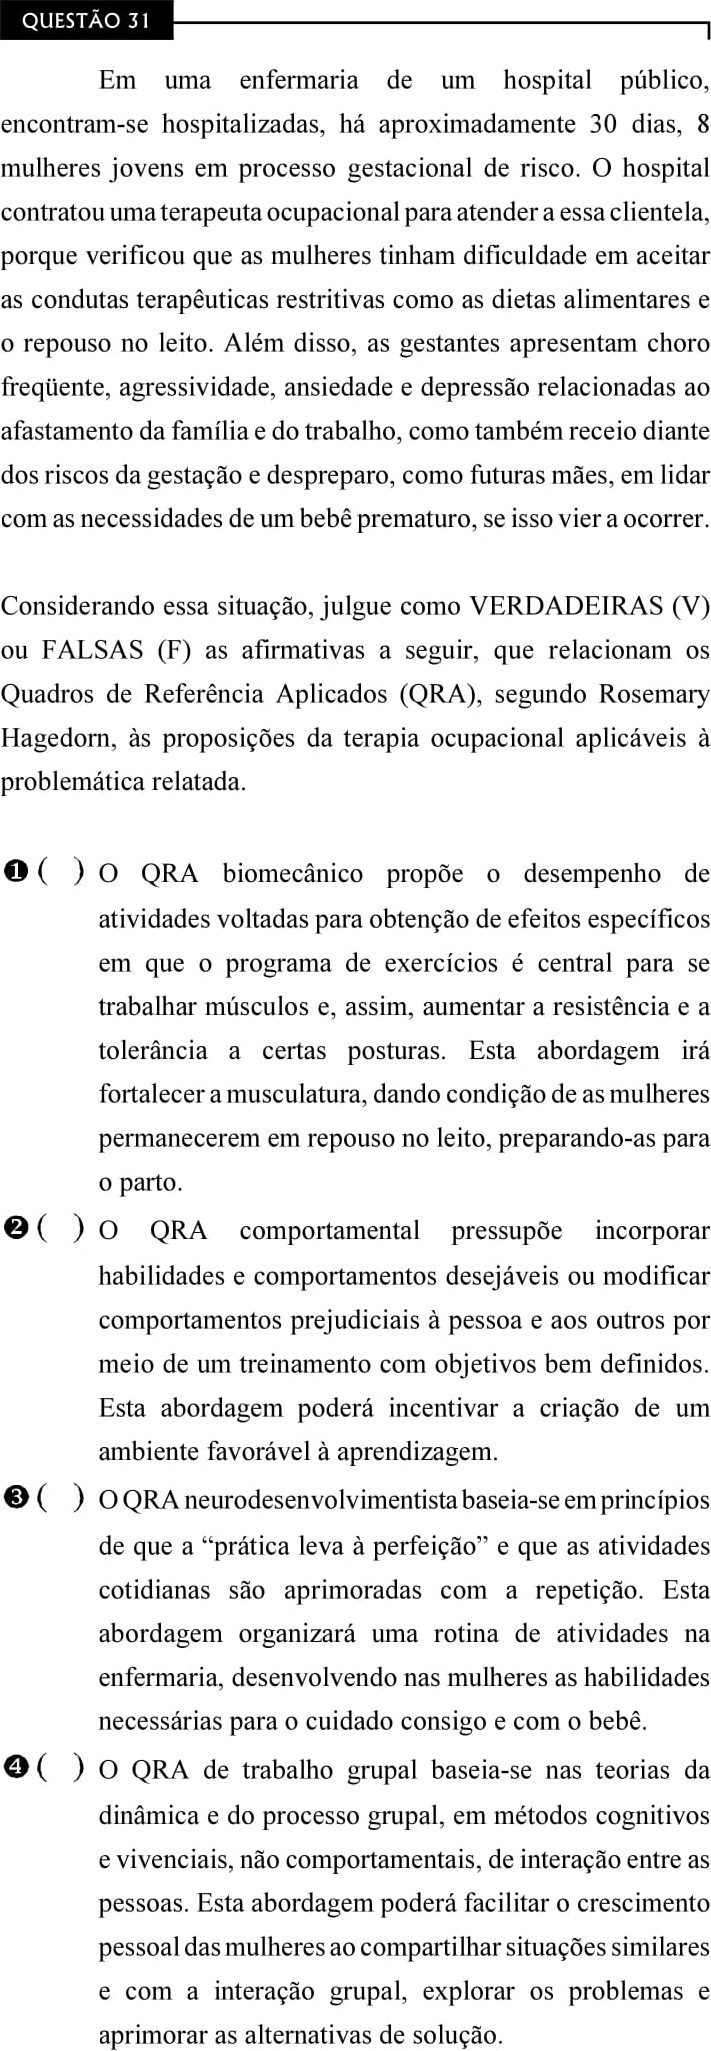 QUESTÃO 31
Em uma enfermaria de um hospital público,
encontram-se hospitalizadas, há aproximadamente 30 dias, 8
mulheres jovens em processo gestacional de risco. O hospital
contratou uma terapeuta ocupacional para atender a essa clientela,
porque verificou que as mulheres tinham dificuldade em aceitar
as condutas terapêuticas restritivas como as dietas alimentares e
o repouso no leito. Além disso, as gestantes apresentam choro
freqüente, agressividade, ansiedade e depressão relacionadas ao
afastamento da família e do trabalho, como também receio diante
dos riscos da gestação e despreparo, como futuras mães, em lidar
com as necessidades de um bebê prematuro, se isso vier a ocorrer.
Considerando essa situação, julgue como VERDADEIRAS (V)
ou FALSAS (F) as afirmativas a seguir, que relacionam os
Quadros de Referência Aplicados (QRA), segundo Rosemary
Hagedorn, às proposições da terapia ocupacional aplicáveis à
problemática relatada.
❶ ( ) O QRA biomecânico propõe o desempenho de
atividades voltadas para obtenção de efeitos específicos
em que o programa de exercícios é central para se
trabalhar músculos e, assim, aumentar a resistência e a
tolerância a certas posturas. Esta abordagem irá
fortalecer a musculatura, dando condição de as mulheres
permanecerem em repouso no leito, preparando-as para
o parto.
❷ ( ) O QRA comportamental pressupõe incorporar
habilidades e comportamentos desejáveis ou modificar
comportamentos prejudiciais à pessoa e aos outros por
meio de um treinamento com objetivos bem definidos.
Esta abordagem poderá incentivar a criação de um
ambiente favorável à aprendizagem.
❸ ( ) O QRA neurodesenvolvimentista baseia-se em princípios
de que a “prática leva à perfeição” e que as atividades
cotidianas são aprimoradas com a repetição. Esta
abordagem organizará uma rotina de atividades na
enfermaria, desenvolvendo nas mulheres as habilidades
necessárias para o cuidado consigo e com o bebê.
❹ ( ) O QRA de trabalho grupal baseia-se nas teorias da
dinâmica e do processo grupal, em métodos cognitivos
e vivenciais, não comportamentais, de interação entre as
pessoas. Esta abordagem poderá facilitar o crescimento
pessoal das mulheres ao compartilhar situações similares
e com a interação grupal, explorar os problemas e
aprimorar as alternativas de solução.